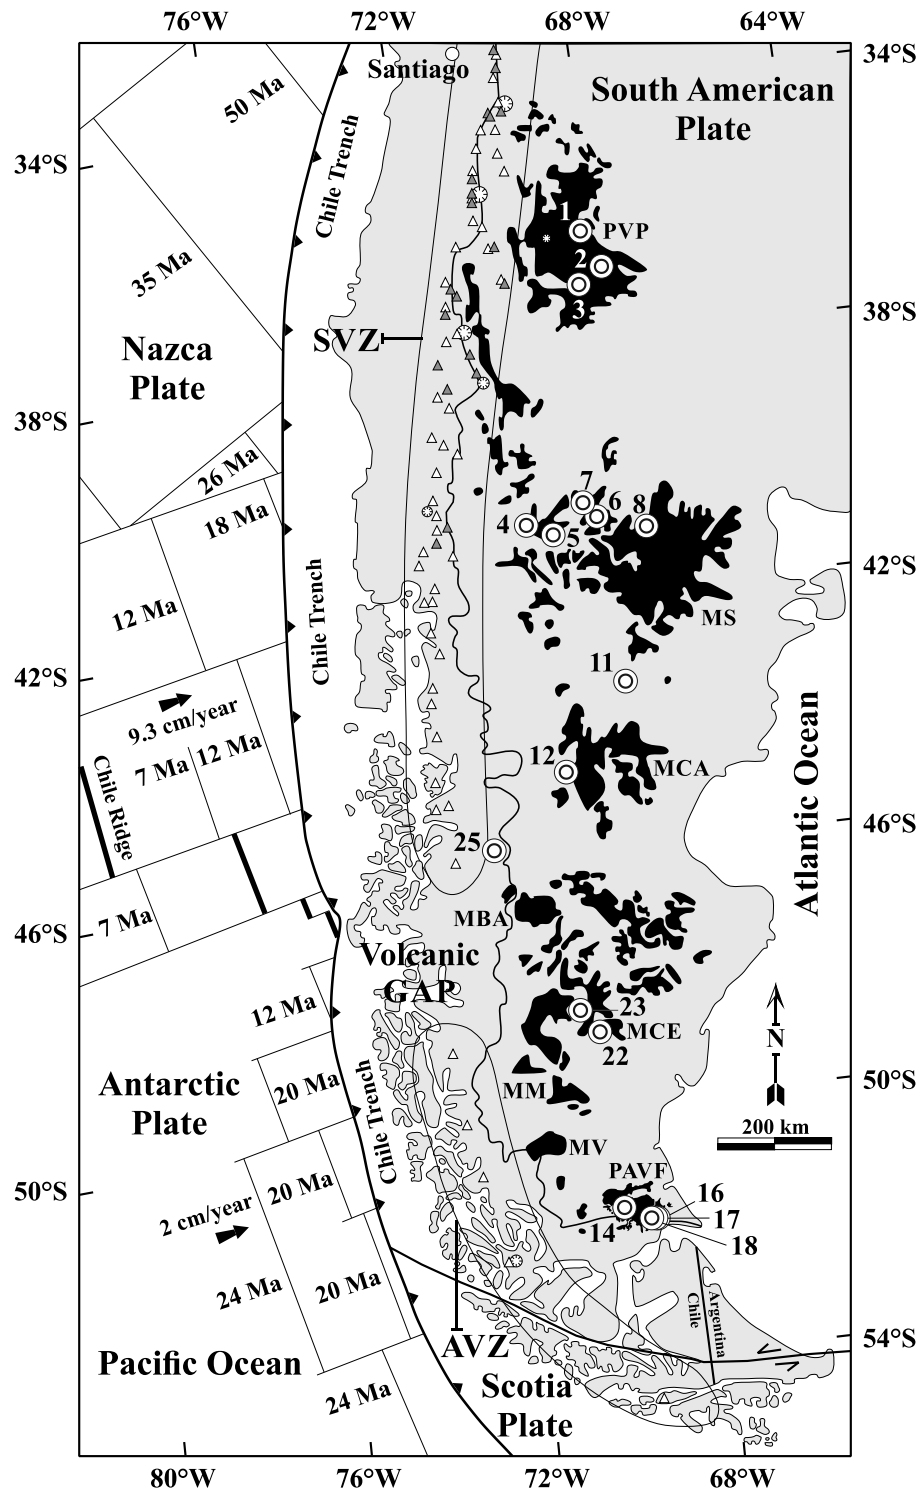 76°W
72°W
68°W
64°W
34°S
Santiago
South American
Plate
50 Ma
Chile Trench
34°S
1
PVP
35 Ma
2
3
38°S
SVZ
Nazca
Plate
38°S
26 Ma
18 Ma
7
6
8
4
5
42°S
12 Ma
Chile Trench
MS
11
42°S
9.3 cm/year
7 Ma
12 Ma
Chile Ridge
12
MCA
Atlantic Ocean
46°S
25
7 Ma
MBA
46°S
Volcanic
GAP
12 Ma
23
MCE
22
N
50°S
Antarctic
Plate
20 Ma
Chile Trench
MM
200 km
MV
PAVF
50°S
20 Ma
16
17
18
14
2 cm/year
24 Ma
20 Ma
Argentina
Chile
54°S
AVZ
Pacific Ocean
Scotia
Plate
24 Ma
80°W
76°W
72°W
68°W